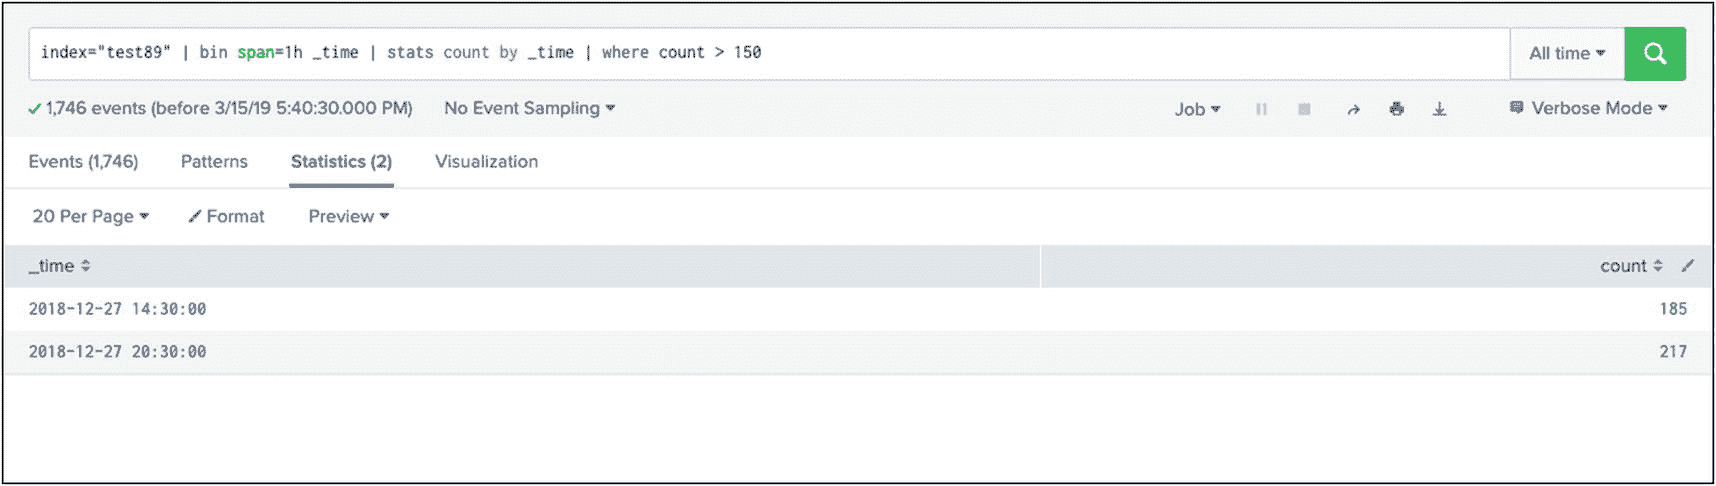 index="test89" | bin span=1h _time | stats count by _time | where count > 150
All time
1,746 events (before 3/15/19 5:40:30.000 PM)
No Event Sampling
Job
Verbose Mode
Events (1,746)
Patterns
Statistics (2)
Visualization
20 Per Page
Format
Preview
_time
count
2018-12-27 14:30:00
185
2018-12-27 20:30:00
217